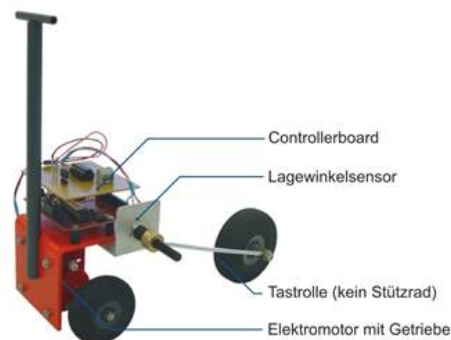 Controllerboard
Lagewinkelsensor
Tastrolle (kein Stützrad)
Elektromotor mit Getriebe